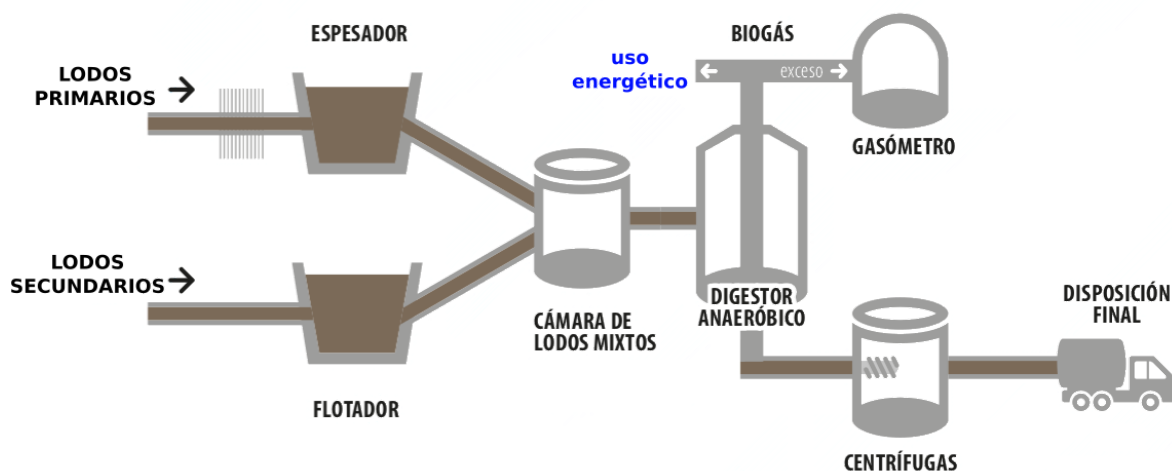 ESPESADOR
LODOS
PRIMARIOS
BIOGÁS
uso
energético
exceso
GASÓMETRO
LODOS
SECUNDARIOS
FLOTADOR
CÁMARA DE
LODOS MIXTOS
DIGESTOR
ANAERÓBICO
DISPOSICIÓN
FINAL
CENTRÍFUGAS